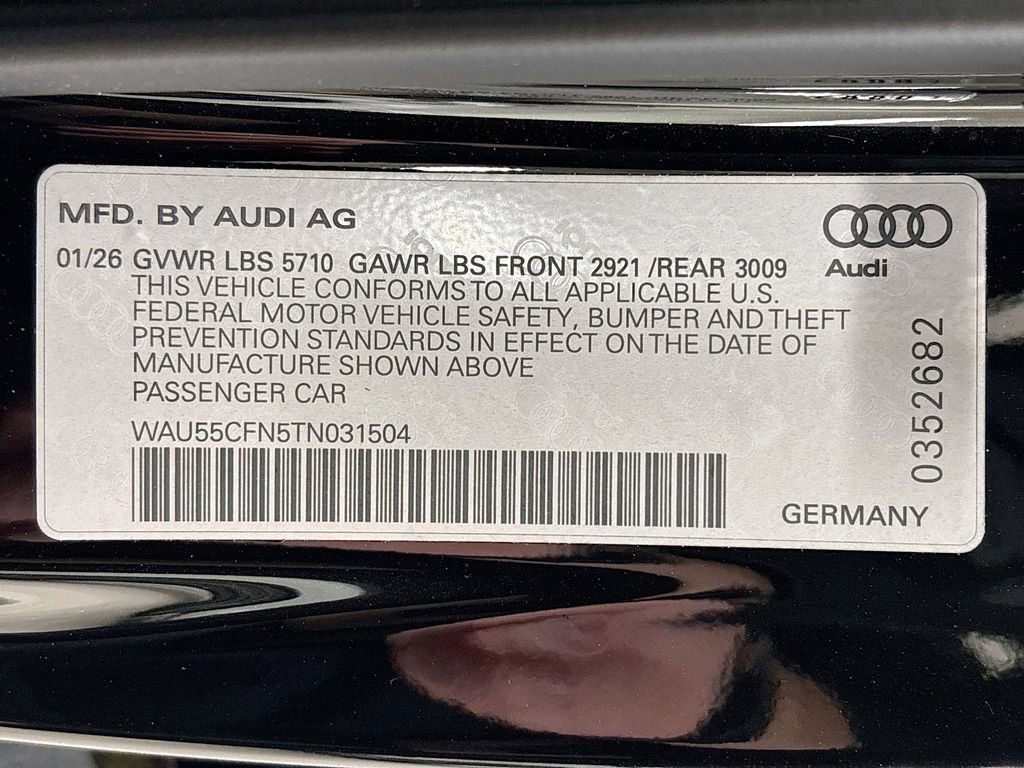 MFD. BY AUDI AG
Audi
01/26 GVWR LBS 5710 GAWR LBS FRONT 2921 /REAR 3009
THIS VEHICLE CONFORMS TO ALL APPLICABLE U.S.
FEDERAL MOTOR VEHICLE SAFETY, BUMPER AND THEFT
PREVENTION STANDARDS IN EFFECT ON THE DATE OF
MANUFACTURE SHOWN ABOVE
PASSENGER CAR
WAU55CFN5TN031504
0352682
GERMANY